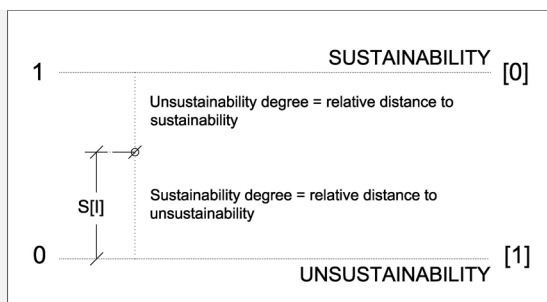 SUSTAINABILITY
1
[0]
Unsustainability degree = relative distance to
sustainability
S[I]
Sustainability degree = relative distance to
unsustainability
0
[1]
UNSUSTAINABILITY